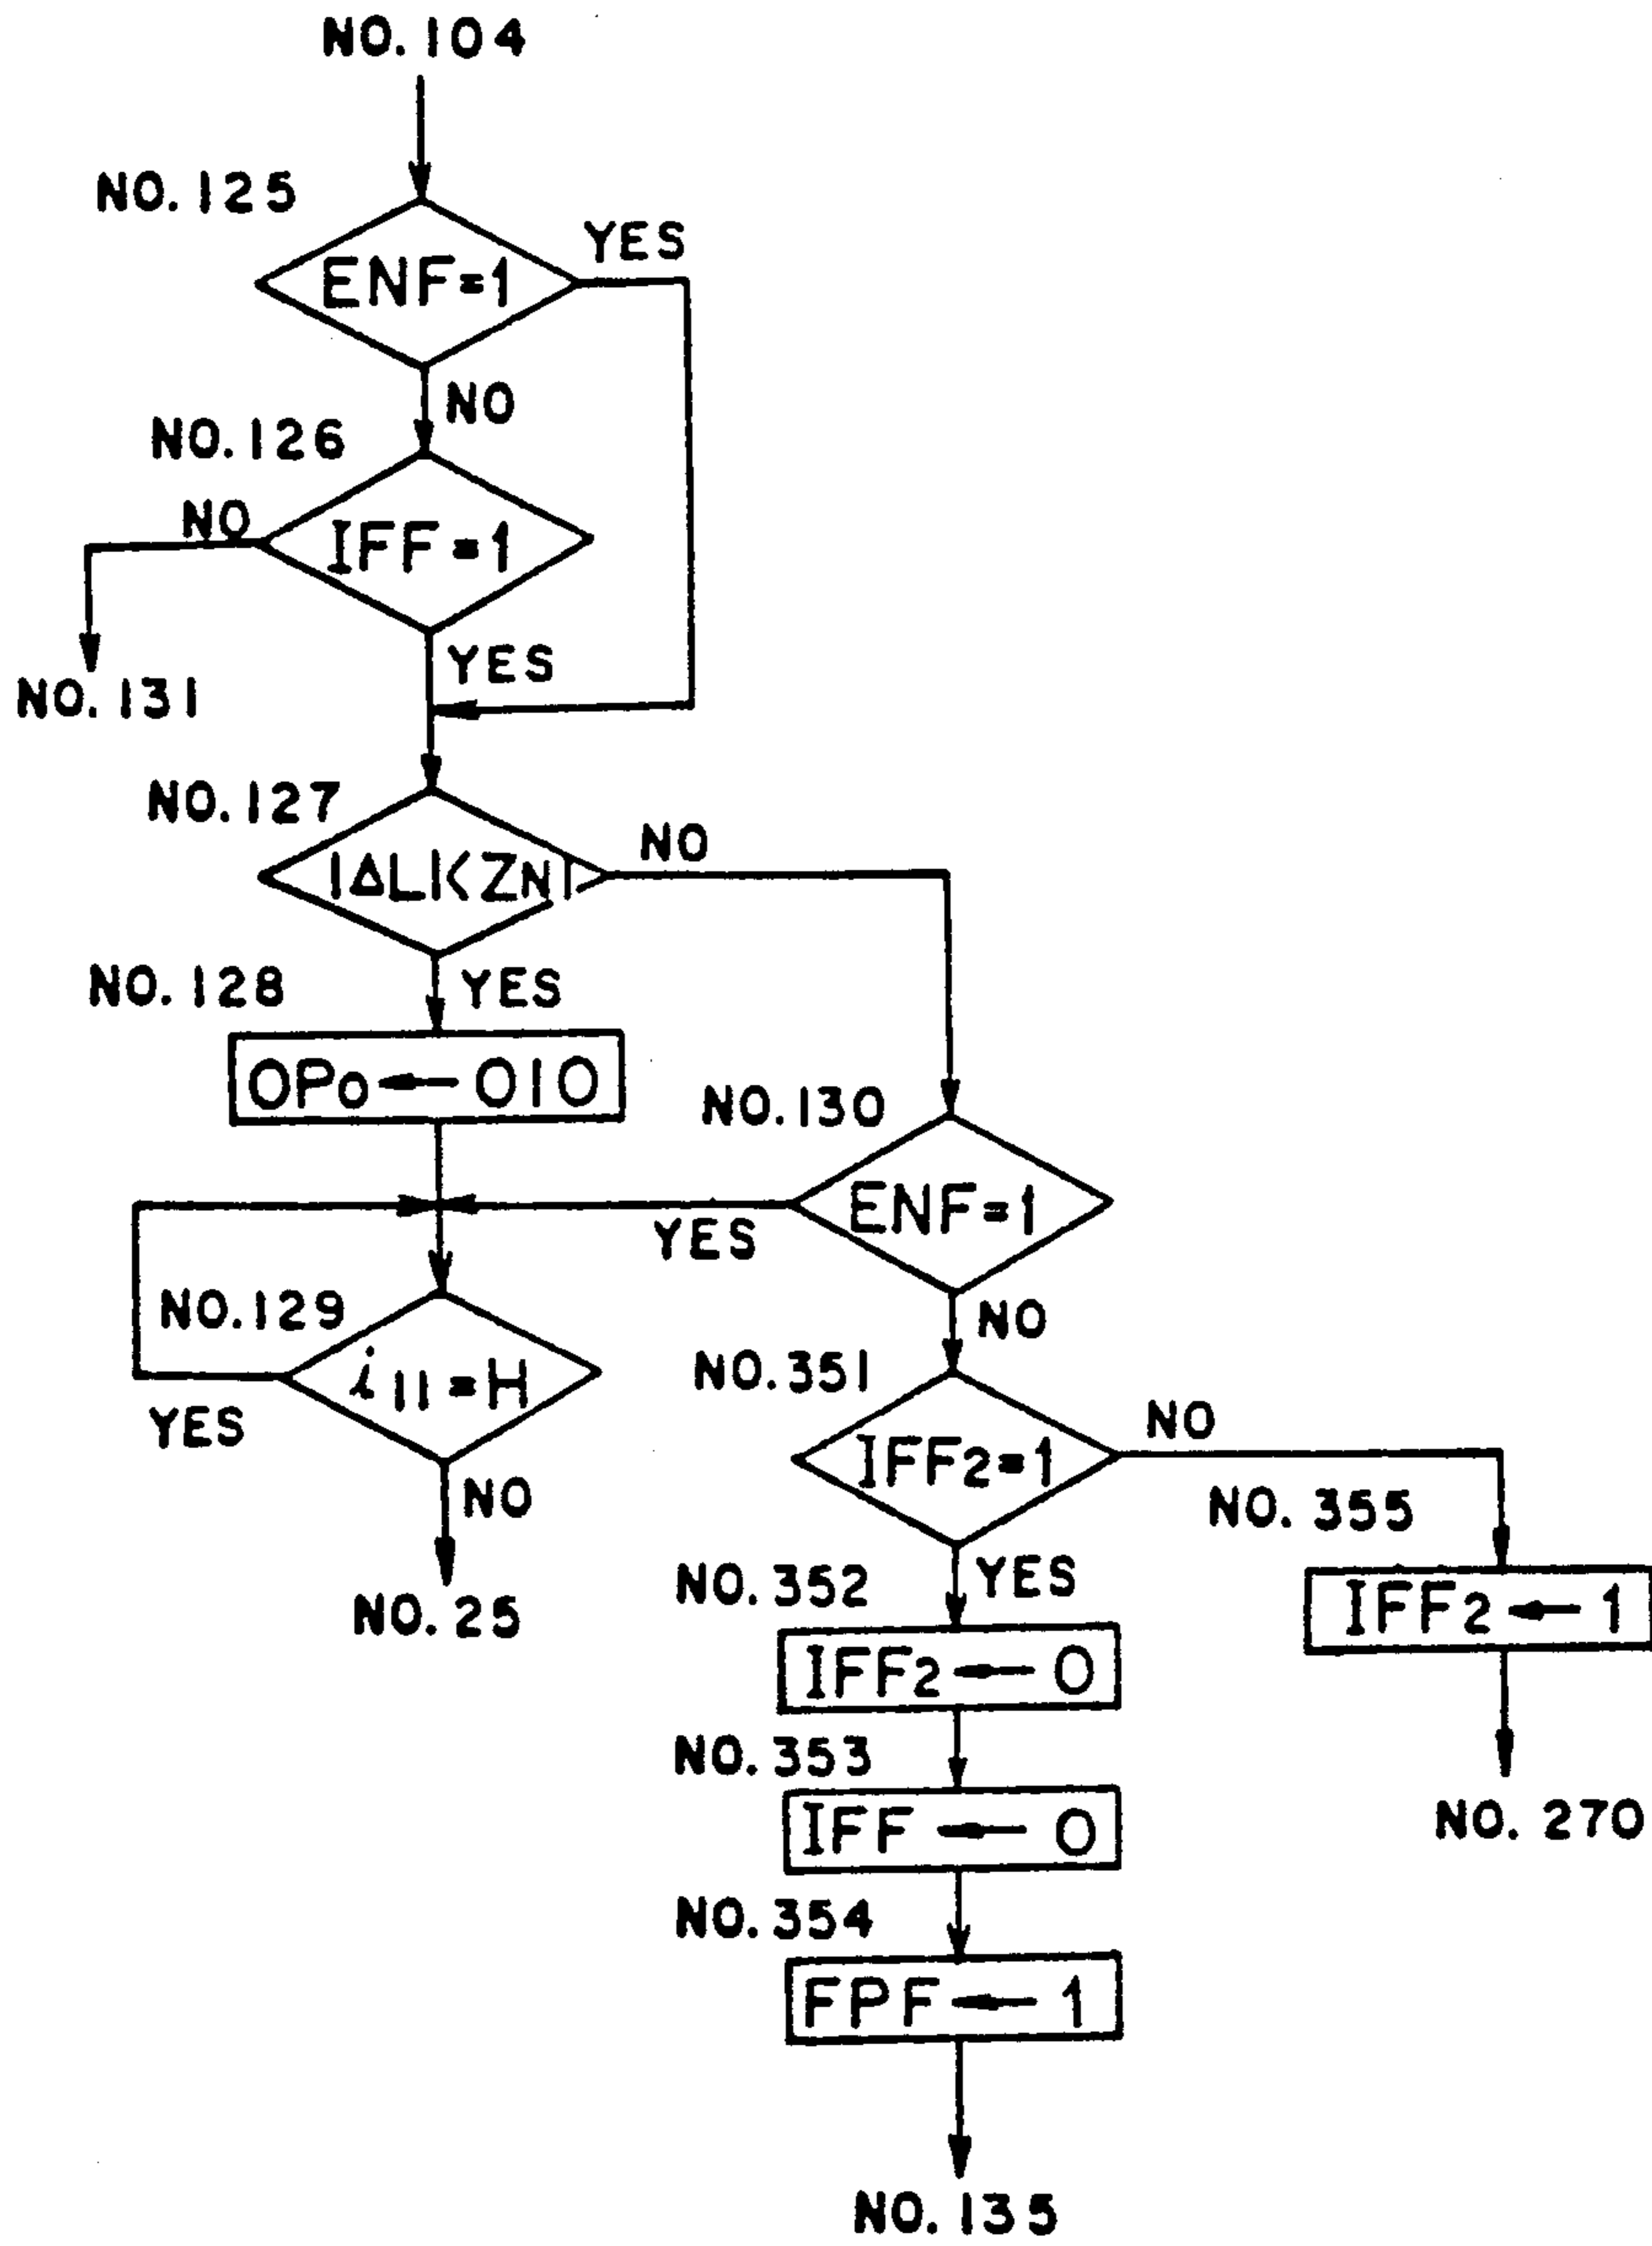 NO. 104
NO. 125
YES
ENF=1
NO
NO. 126
NO
IFF=1
YES
NO. 131
NO. 127
NO
|ΔL|<ZN1
NO. 128
YES
OPo ← 010
NO. 130
ENF=1
YES
NO. 129
NO
i11=H
YES
NO
NO. 25
NO. 351
IFF2=1
NO
NO. 355
IFF2 ← 1
NO. 270
YES
NO. 352
IFF2 ← 0
NO. 353
IFF ← 0
NO. 354
FPF ← 1
NO. 135